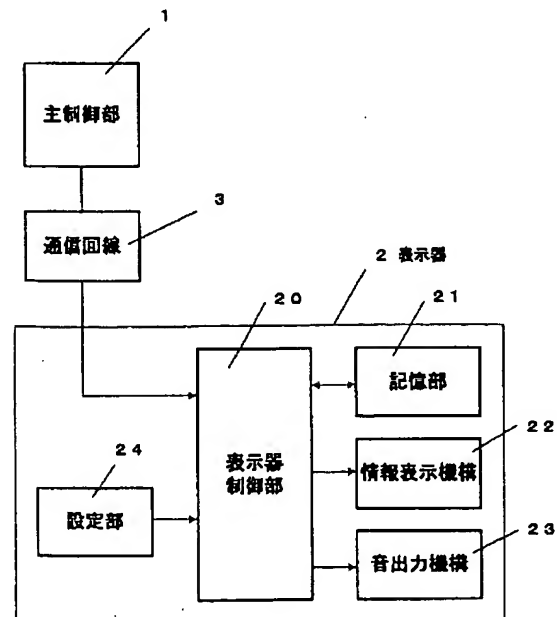 1
主制御部
3
通信回線
2 表示器
20
21
記憶部
22
表示器
制御部
情報表示機構
24
設定部
23
音出力機構